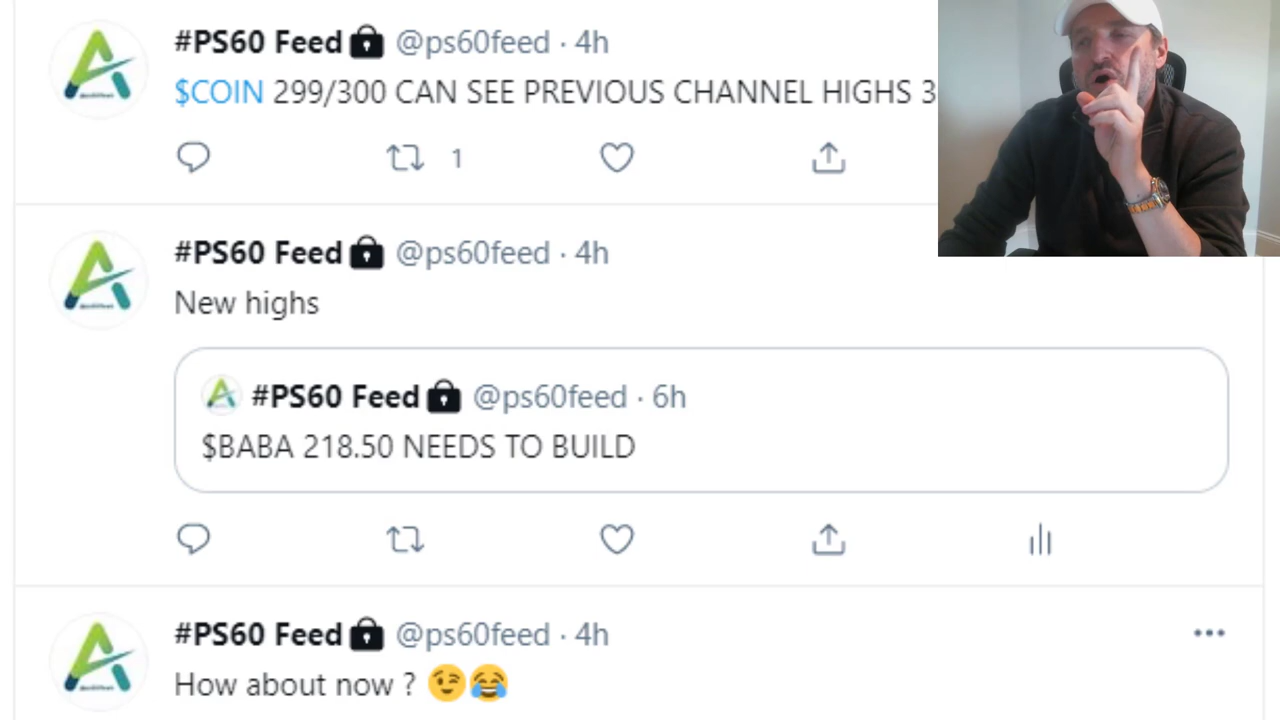 #PS60 Feed @ps60feed · 4h
$COIN 299/300 CAN SEE PREVIOUS CHANNEL HIGHS 3
1
#PS60 Feed @ps60feed · 4h
New highs
#PS60 Feed @ps60feed · 6h
$BABA 218.50 NEEDS TO BUILD
#PS60 Feed @ps60feed · 4h
How about now ? 😉😂